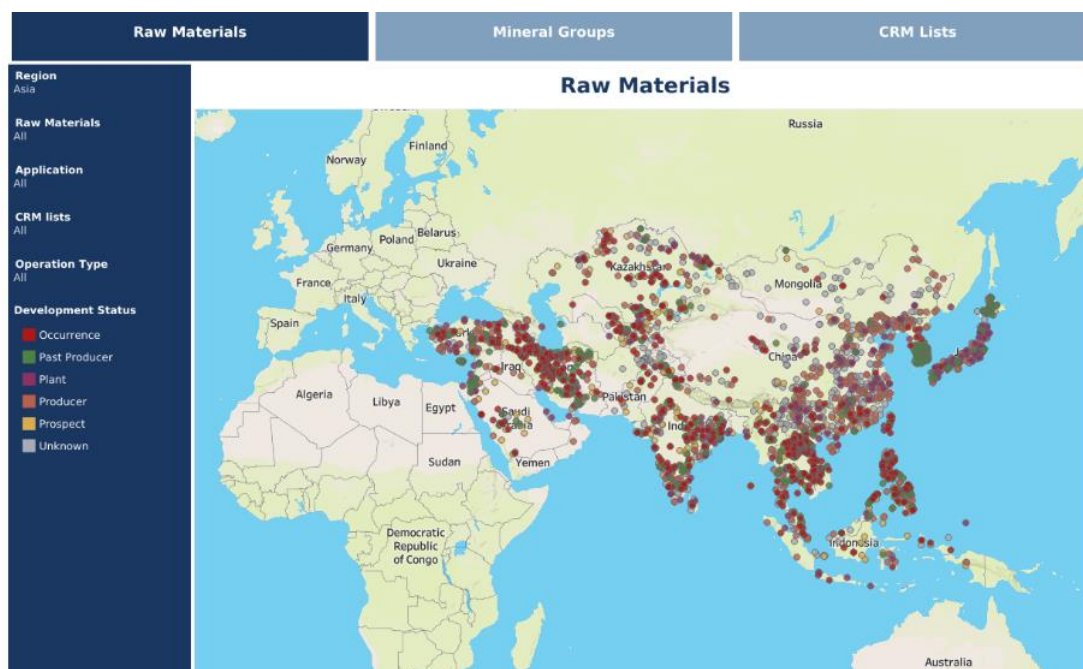 Raw Materials
Mineral Groups
CRM Lists
Region
Asia
Raw Materials
All
Application
All
CRM lists
All
Operation Type
All
Development Status
Occurrence
Past Producer
Plant
Producer
Prospect
Unknown
Raw Materials
Russia
Finland
Norway
Belarus
Poland
Germany
Ukraine
France
Italy
Spain
Kazakhstan
Mongolia
China
Iraq
Pakistan
Algeria
Libya
Egypt
Saudi
Arabia
Sudan
Yemen
Democratic
Republic
of Congo
Indonesia
Australia